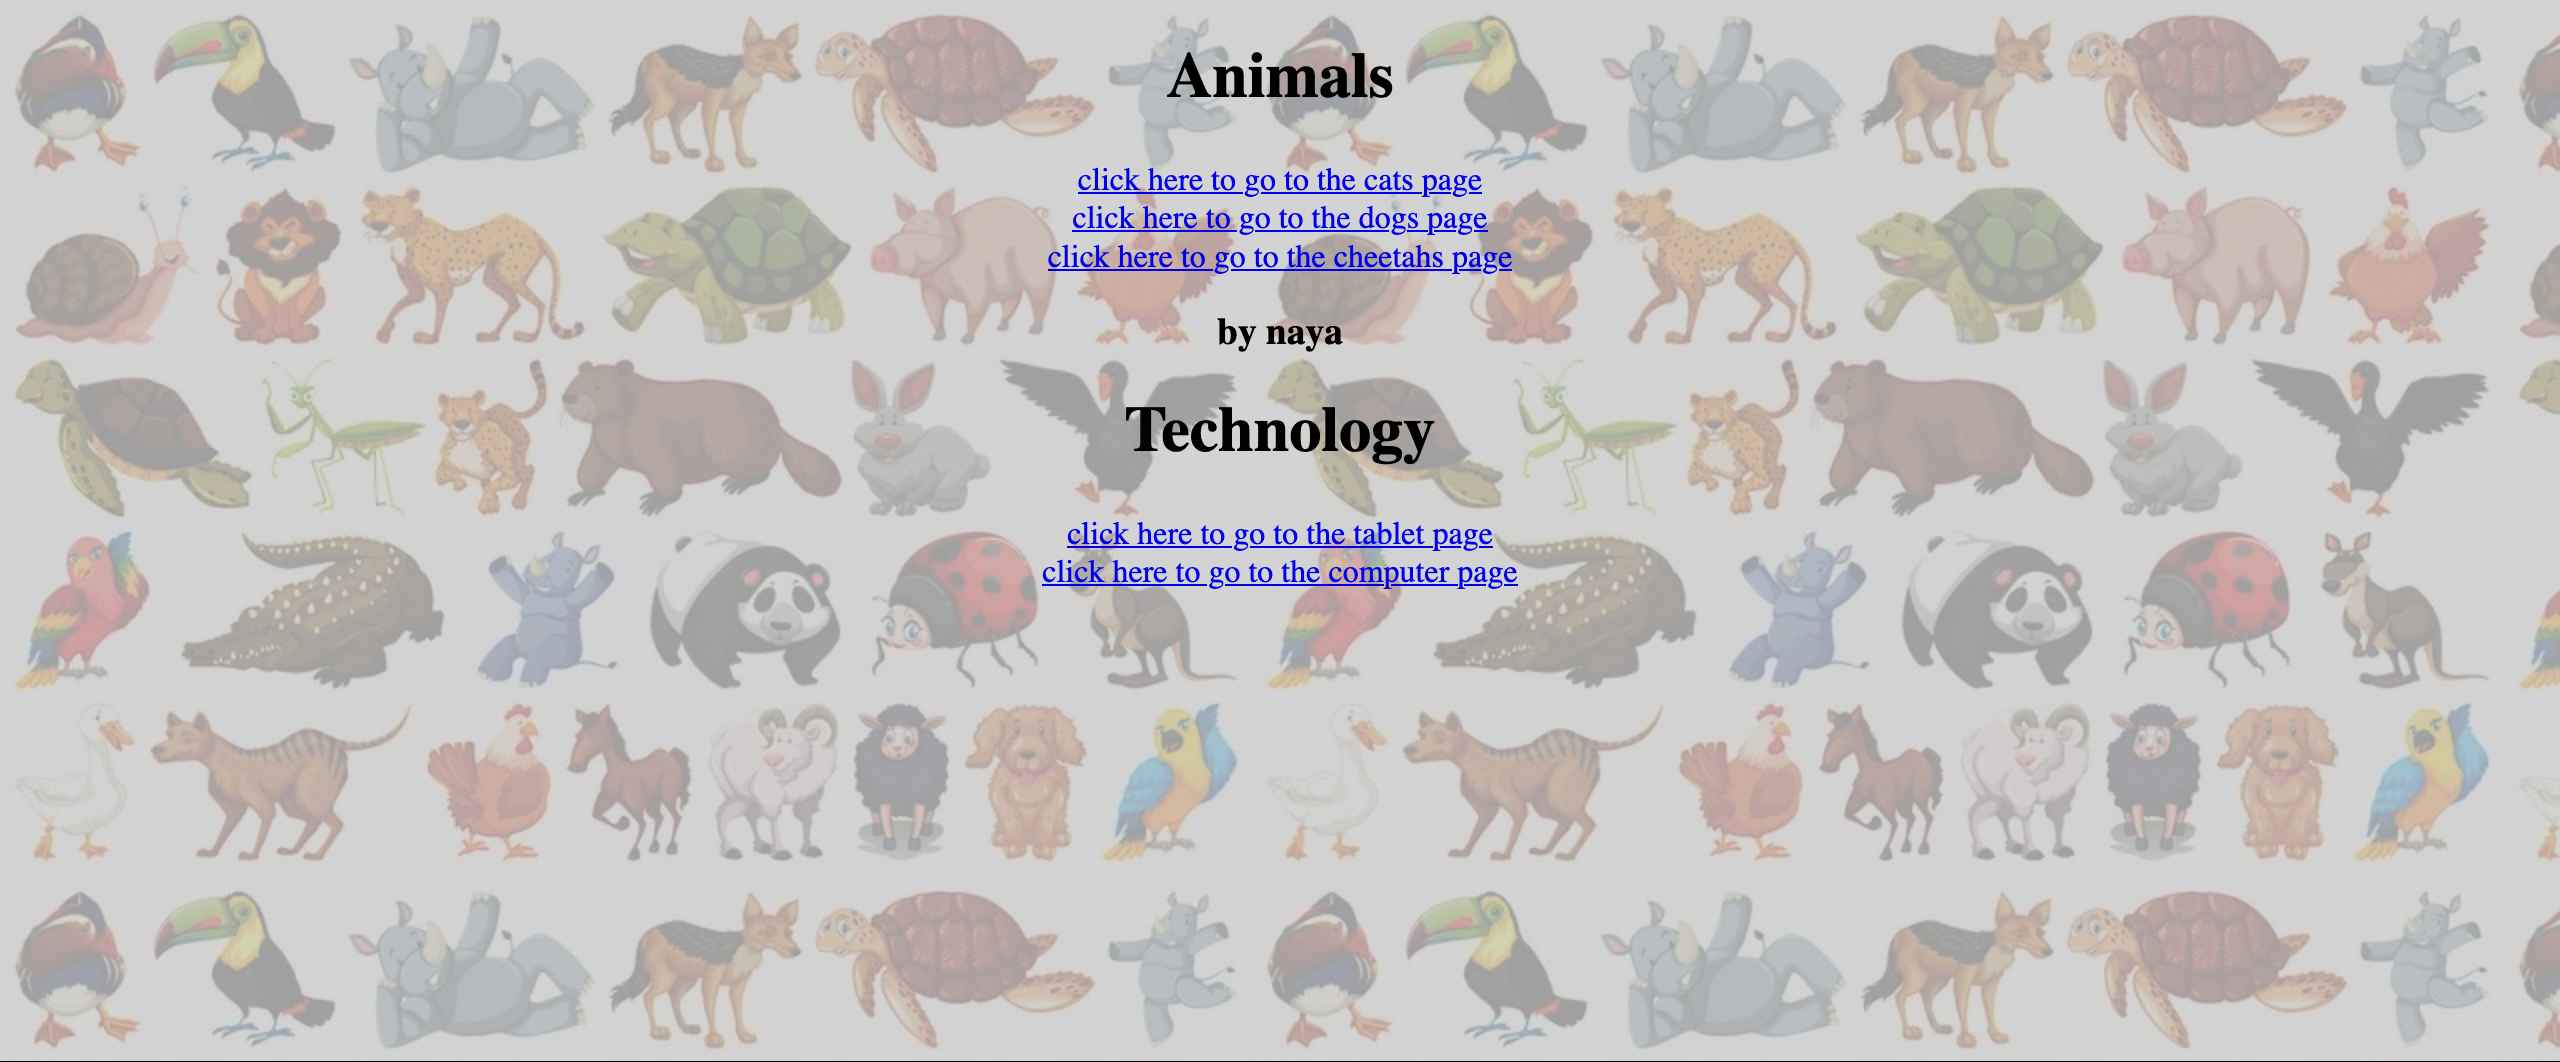 Animals
click here to go to the cats page
click here to go to the dogs page
click here to go to the cheetahs page
by naya
Technology
click here to go to the tablet page
click here to go to the computer page